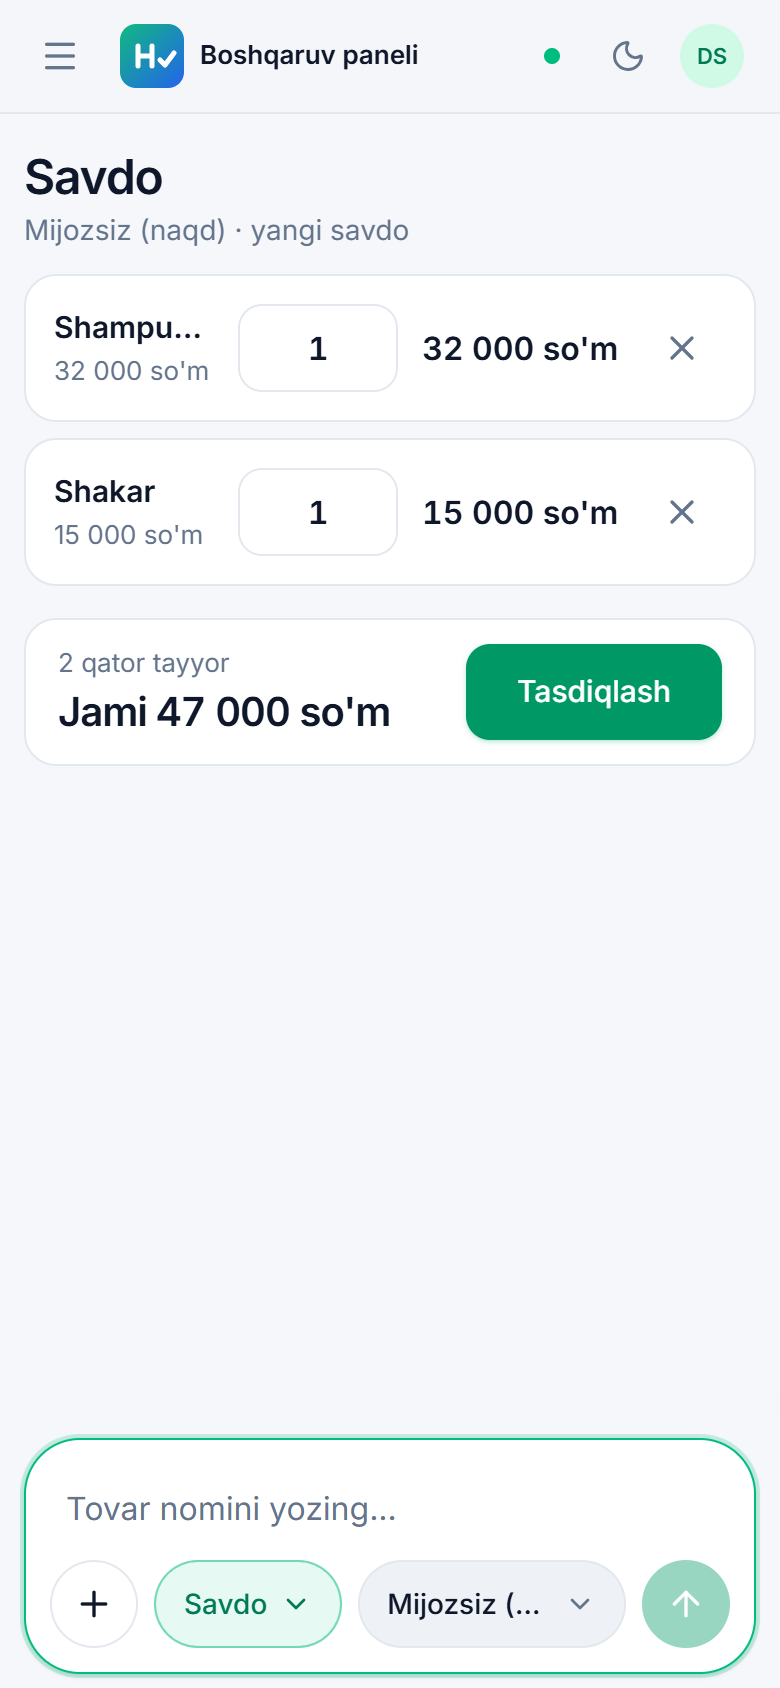 H✓ Boshqaruv paneli DS
Savdo
Mijozsiz (naqd) · yangi savdo
Shampu... 1 32 000 so'm
32 000 so'm
Shakar 1 15 000 so'm
15 000 so'm
2 qator tayyor
Jami 47 000 so'm
Tasdiqlash
Tovar nomini yozing...
Savdo Mijozsiz (...